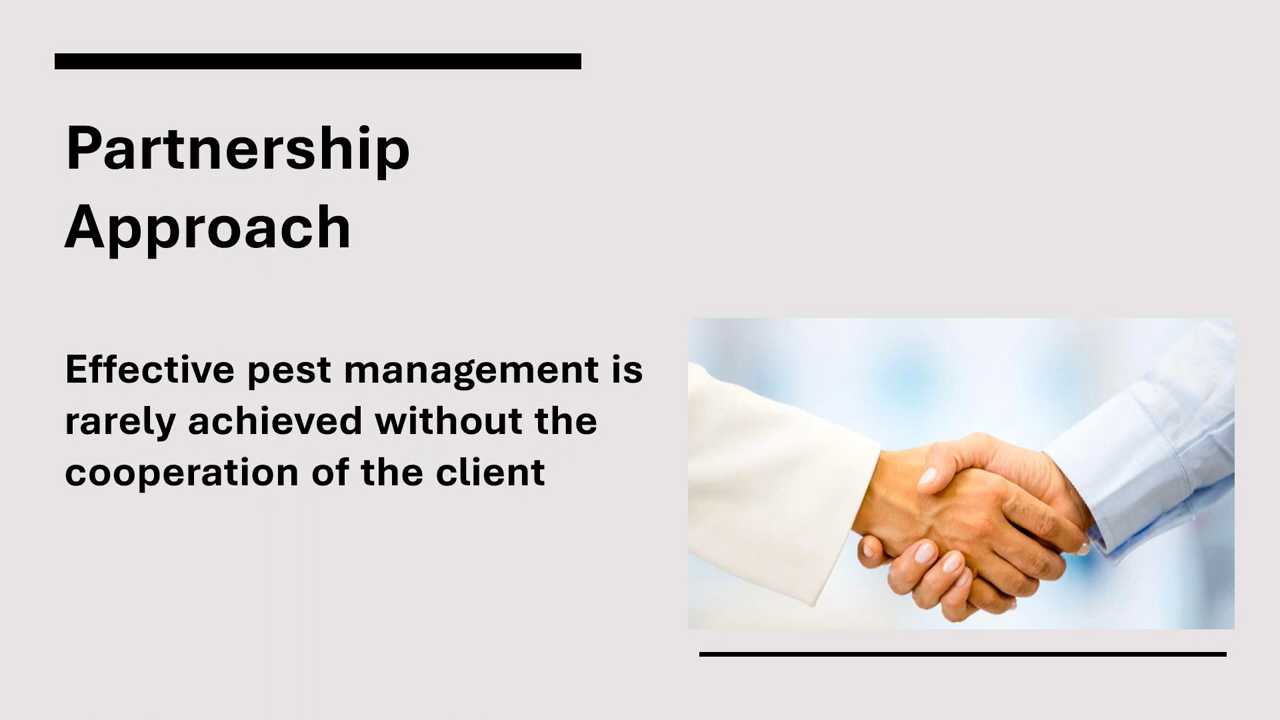 Partnership
Approach
Effective pest management is
rarely achieved without the
cooperation of the client